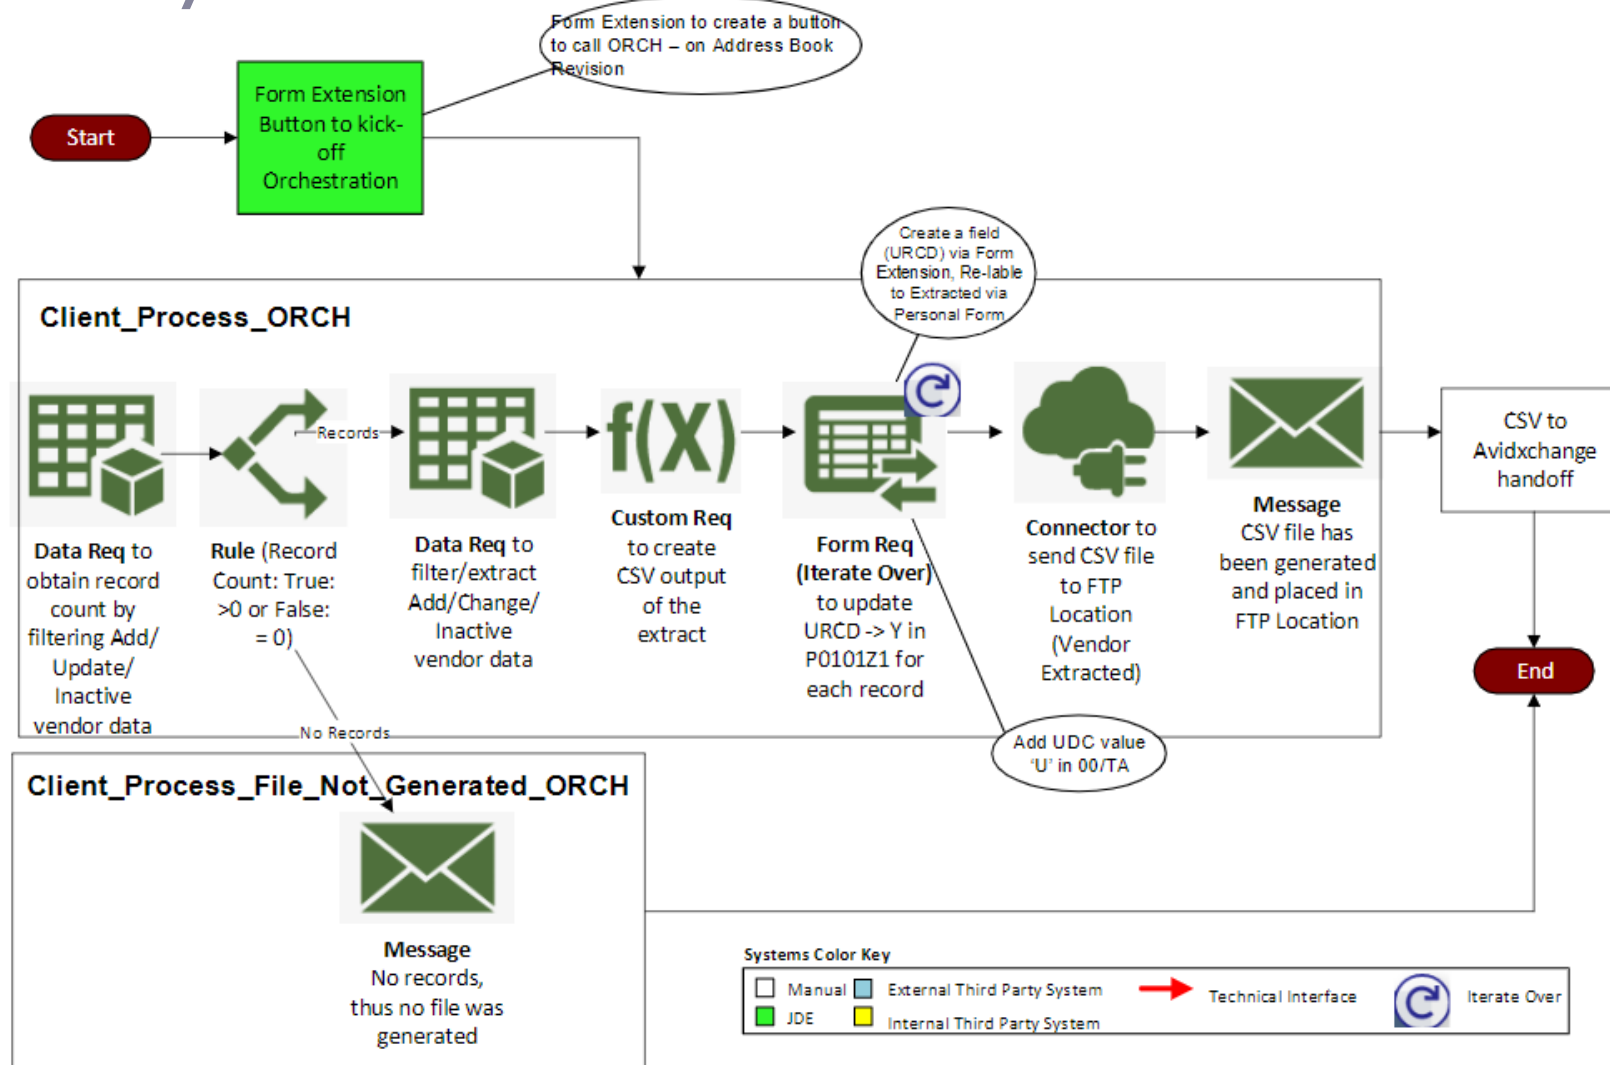 Form Extension to create a button
to call ORCH – on Address Book
Revision
Form Extension
Button to kick-
off
Orchestration
Start
Create a field
(URCD) via Form
Extension, Re-lable
to Extracted via
Personal Form
Client_Process_ORCH
Records
f(X)
Data Req to
obtain record
count by
filtering Add/
Update/
Inactive
vendor data
Rule (Record
Count: True:
>0 or False:
= 0)
Data Req to
filter/extract
Add/Change/
Inactive
vendor data
Custom Req
to create
CSV output
of the
extract
Form Req
(Iterate Over)
to update
URCD -> Y in
P0101Z1 for
each record
Connector to
send CSV file
to FTP
Location
(Vendor
Extracted)
Message
CSV file has
been generated
and placed in
FTP Location
CSV to
Avidxchange
handoff
End
No Records
Add UDC value
‘U’ in 00/TA
Client_Process_File_Not_Generated_ORCH
Message
No records,
thus no file was
generated
Systems Color Key
Manual
External Third Party System
Technical Interface
Iterate Over
JDE
Internal Third Party System